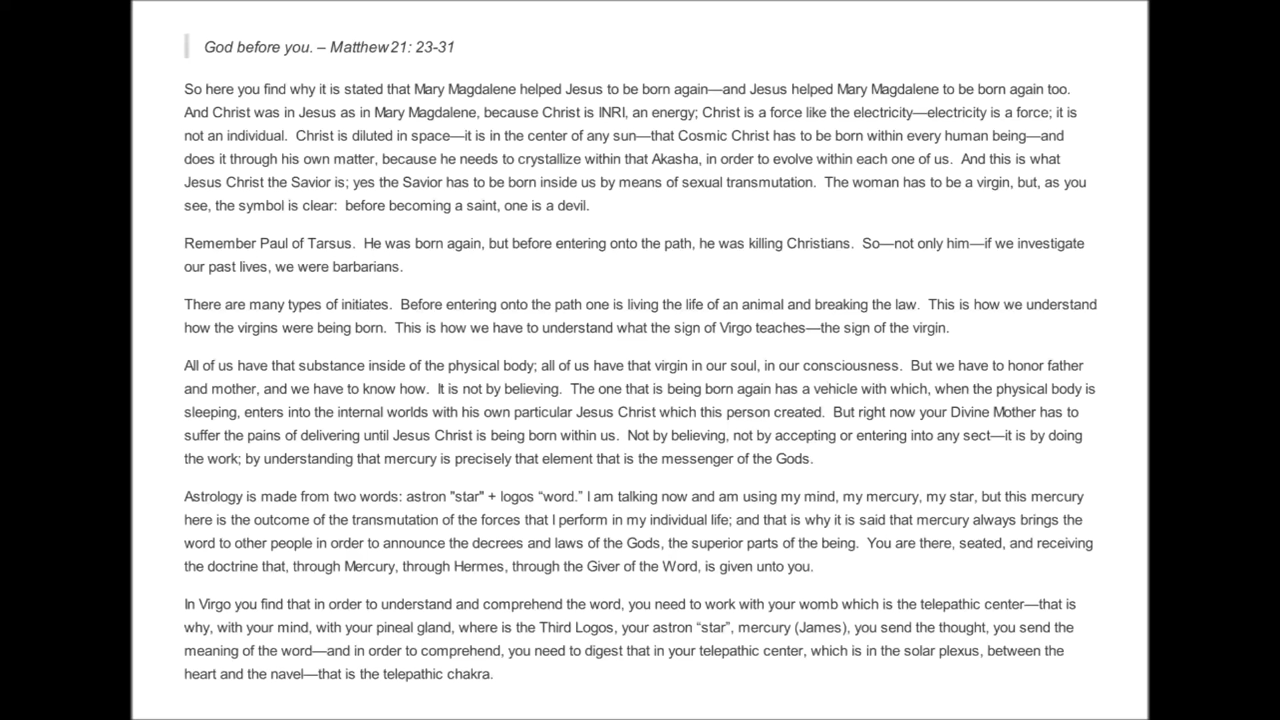 God before you. – Matthew 21: 23-31
So here you find why it is stated that Mary Magdalene helped Jesus to be born again—and Jesus helped Mary Magdalene to be born again too.
And Christ was in Jesus as in Mary Magdalene, because Christ is INRI, an energy; Christ is a force like the electricity—electricity is a force; it is
not an individual.  Christ is diluted in space—it is in the center of any sun—that Cosmic Christ has to be born within every human being—and
does it through his own matter, because he needs to crystallize within that Akasha, in order to evolve within each one of us.  And this is what
Jesus Christ the Savior is; yes the Savior has to be born inside us by means of sexual transmutation.  The woman has to be a virgin, but, as you
see, the symbol is clear:  before becoming a saint, one is a devil.
Remember Paul of Tarsus.  He was born again, but before entering onto the path, he was killing Christians.  So—not only him—if we investigate
our past lives, we were barbarians.
There are many types of initiates.  Before entering onto the path one is living the life of an animal and breaking the law.  This is how we understand
how the virgins were being born.  This is how we have to understand what the sign of Virgo teaches—the sign of the virgin.
All of us have that substance inside of the physical body; all of us have that virgin in our soul, in our consciousness.  But we have to honor father
and mother, and we have to know how.  It is not by believing.  The one that is being born again has a vehicle with which, when the physical body is
sleeping, enters into the internal worlds with his own particular Jesus Christ which this person created.  But right now your Divine Mother has to
suffer the pains of delivering until Jesus Christ is being born within us.  Not by believing, not by accepting or entering into any sect—it is by doing
the work; by understanding that mercury is precisely that element that is the messenger of the Gods.
Astrology is made from two words: astron "star" + logos “word.” I am talking now and am using my mind, my mercury, my star, but this mercury
here is the outcome of the transmutation of the forces that I perform in my individual life; and that is why it is said that mercury always brings the
word to other people in order to announce the decrees and laws of the Gods, the superior parts of the being.  You are there, seated, and receiving
the doctrine that, through Mercury, through Hermes, through the Giver of the Word, is given unto you.
In Virgo you find that in order to understand and comprehend the word, you need to work with your womb which is the telepathic center—that is
why, with your mind, with your pineal gland, where is the Third Logos, your astron “star”, mercury (James), you send the thought, you send the
meaning of the word—and in order to comprehend, you need to digest that in your telepathic center, which is in the solar plexus, between the
heart and the navel—that is the telepathic chakra.